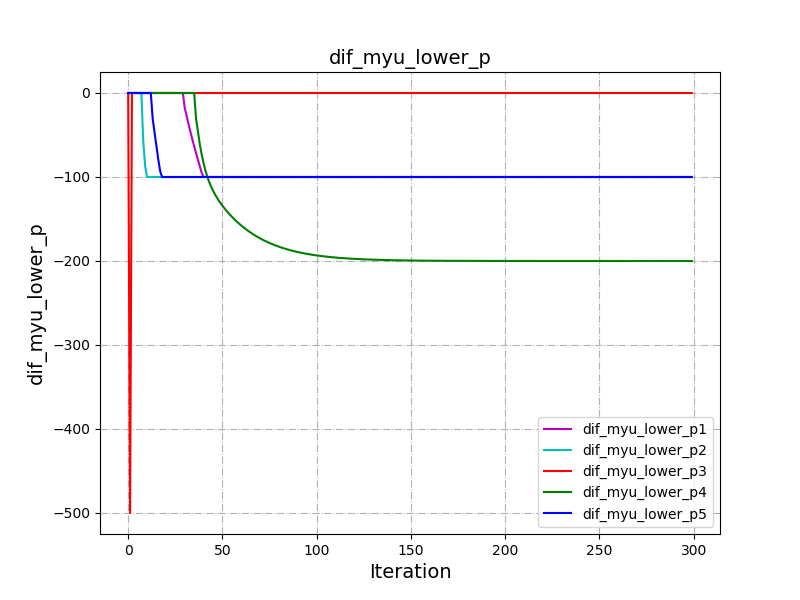 dif_myu_lower_p
dif_myu_lower_p
0
−100
−200
−300
−400
−500
0 50 100 150 200 250 300
Iteration
dif_myu_lower_p1
dif_myu_lower_p2
dif_myu_lower_p3
dif_myu_lower_p4
dif_myu_lower_p5